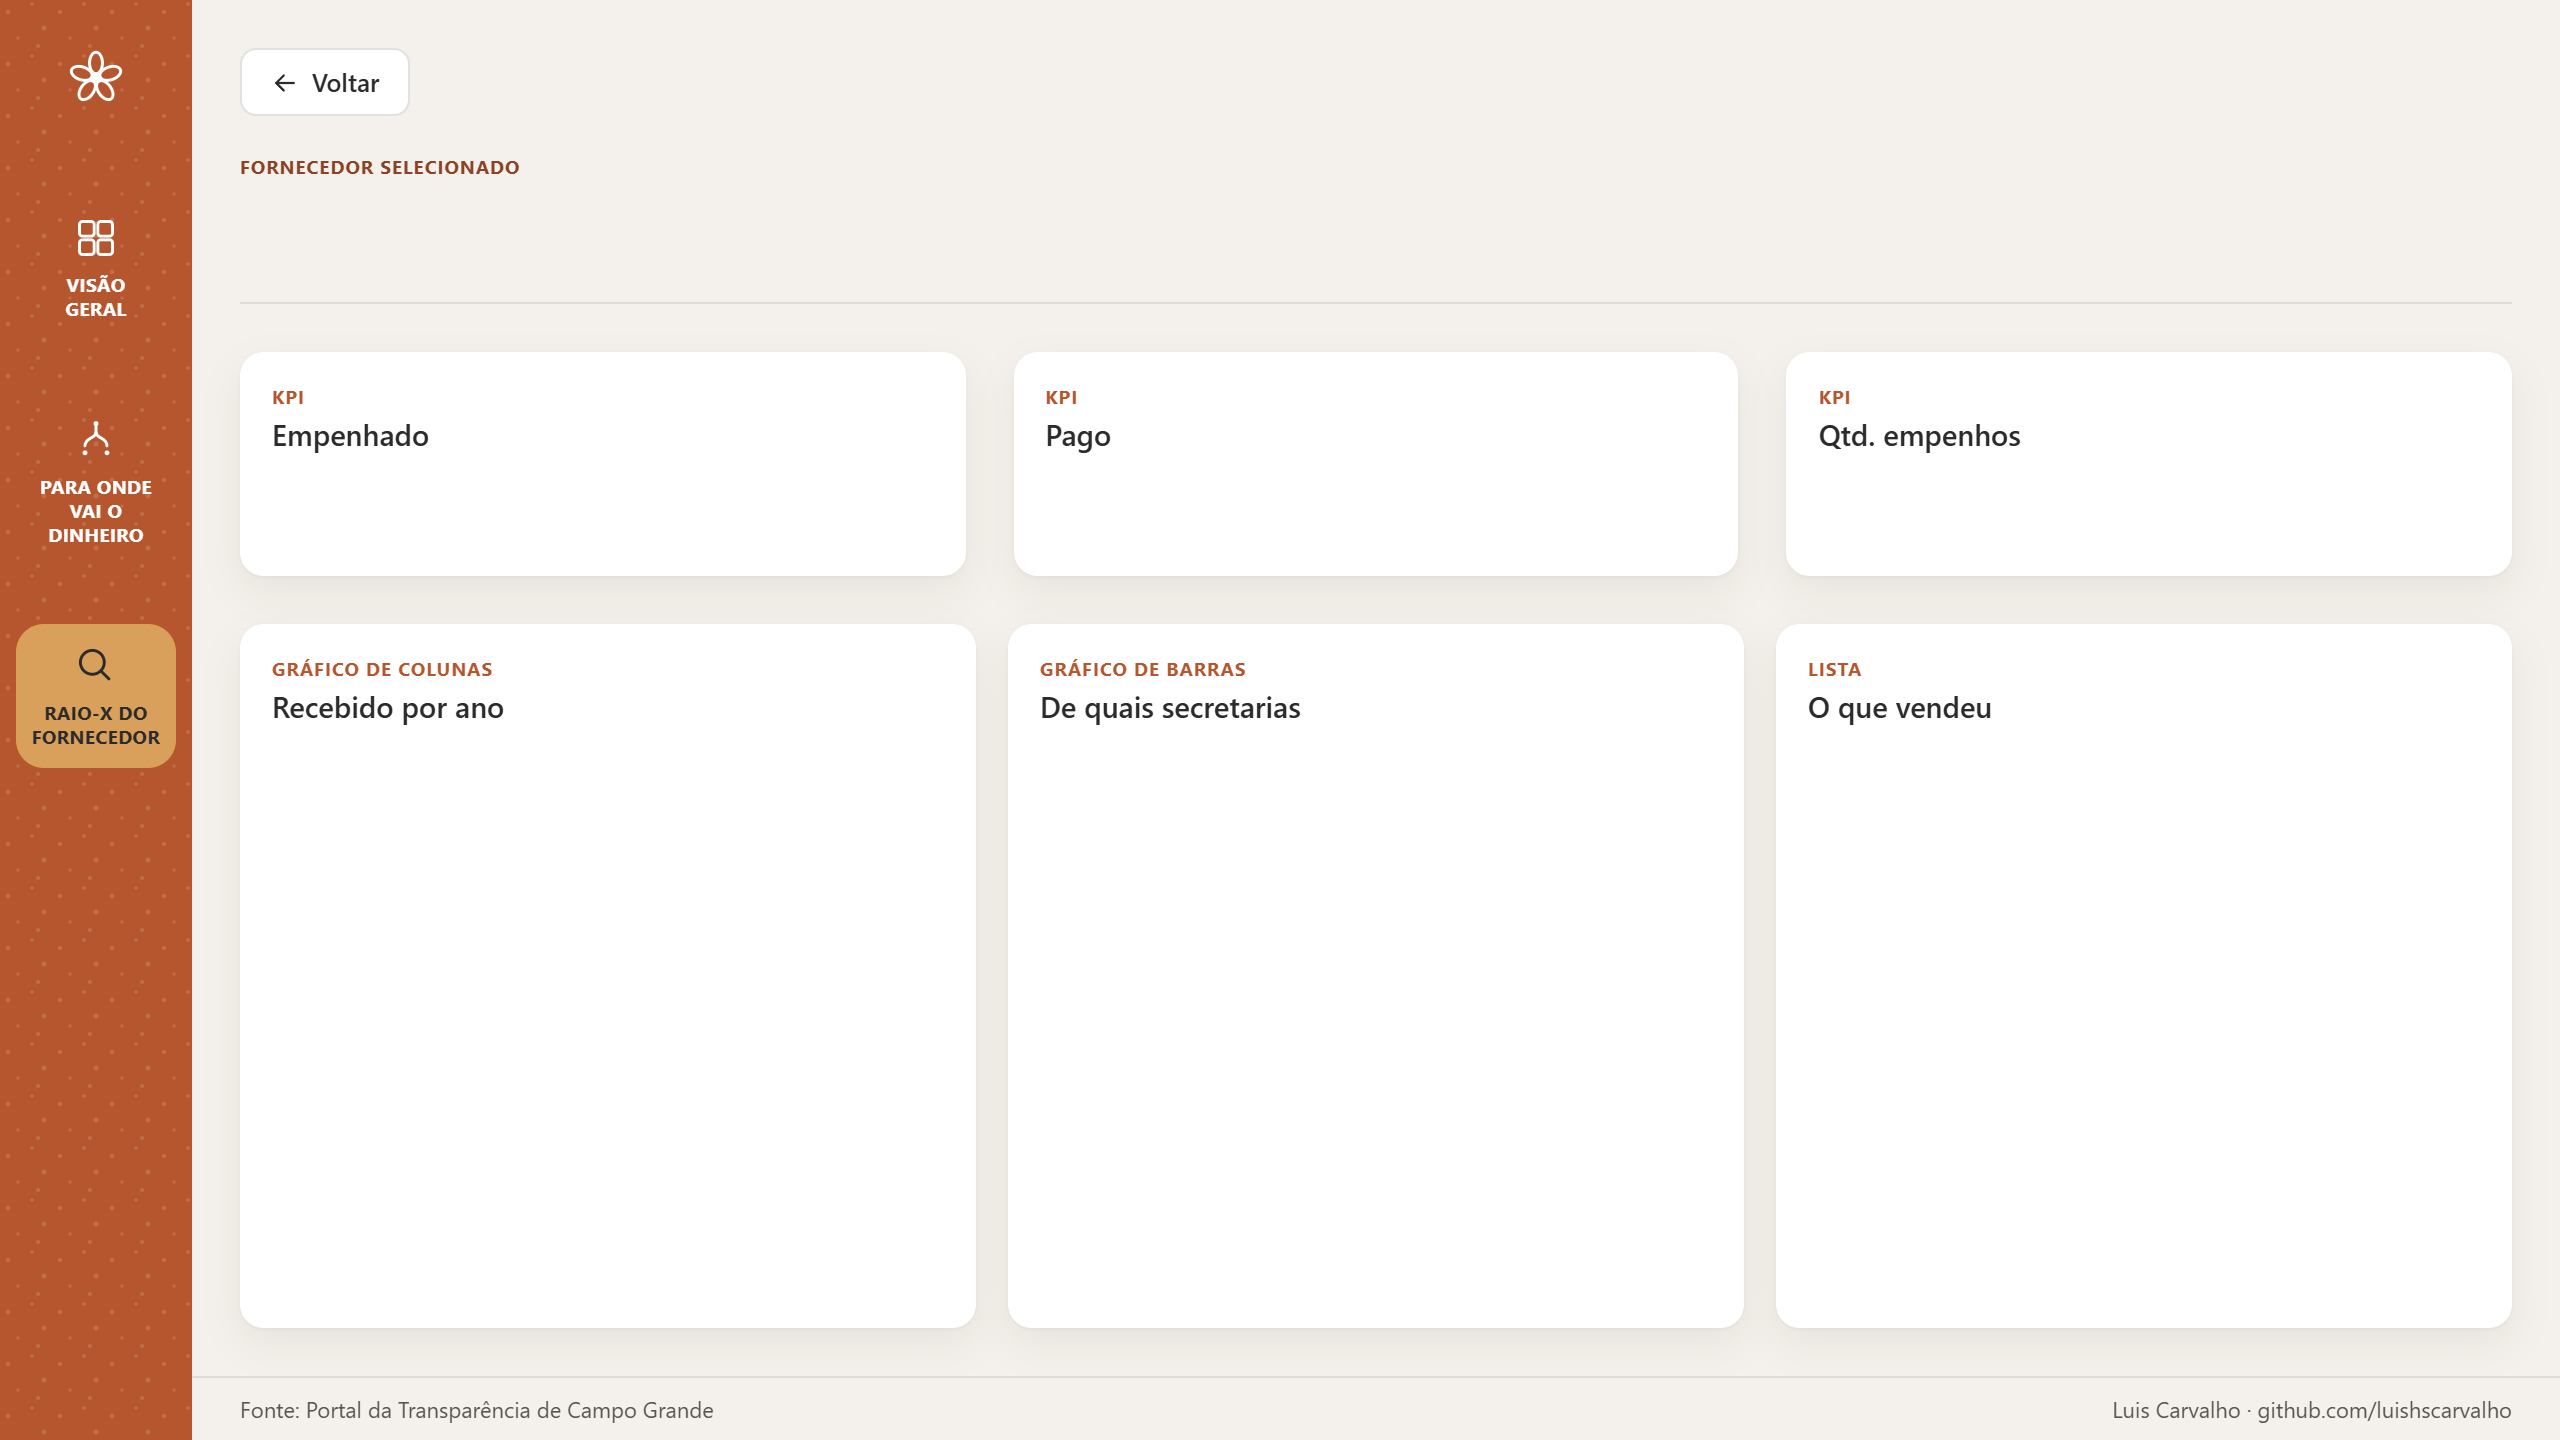 VISÃO
GERAL
PARA ONDE
VAI O
DINHEIRO
RAIO-X DO
FORNECEDOR
Voltar
FORNECEDOR SELECIONADO
KPI
Empenhado
KPI
Pago
KPI
Qtd. empenhos
GRÁFICO DE COLUNAS
Recebido por ano
GRÁFICO DE BARRAS
De quais secretarias
LISTA
O que vendeu
Fonte: Portal da Transparência de Campo Grande
Luis Carvalho · github.com/luishscarvalho